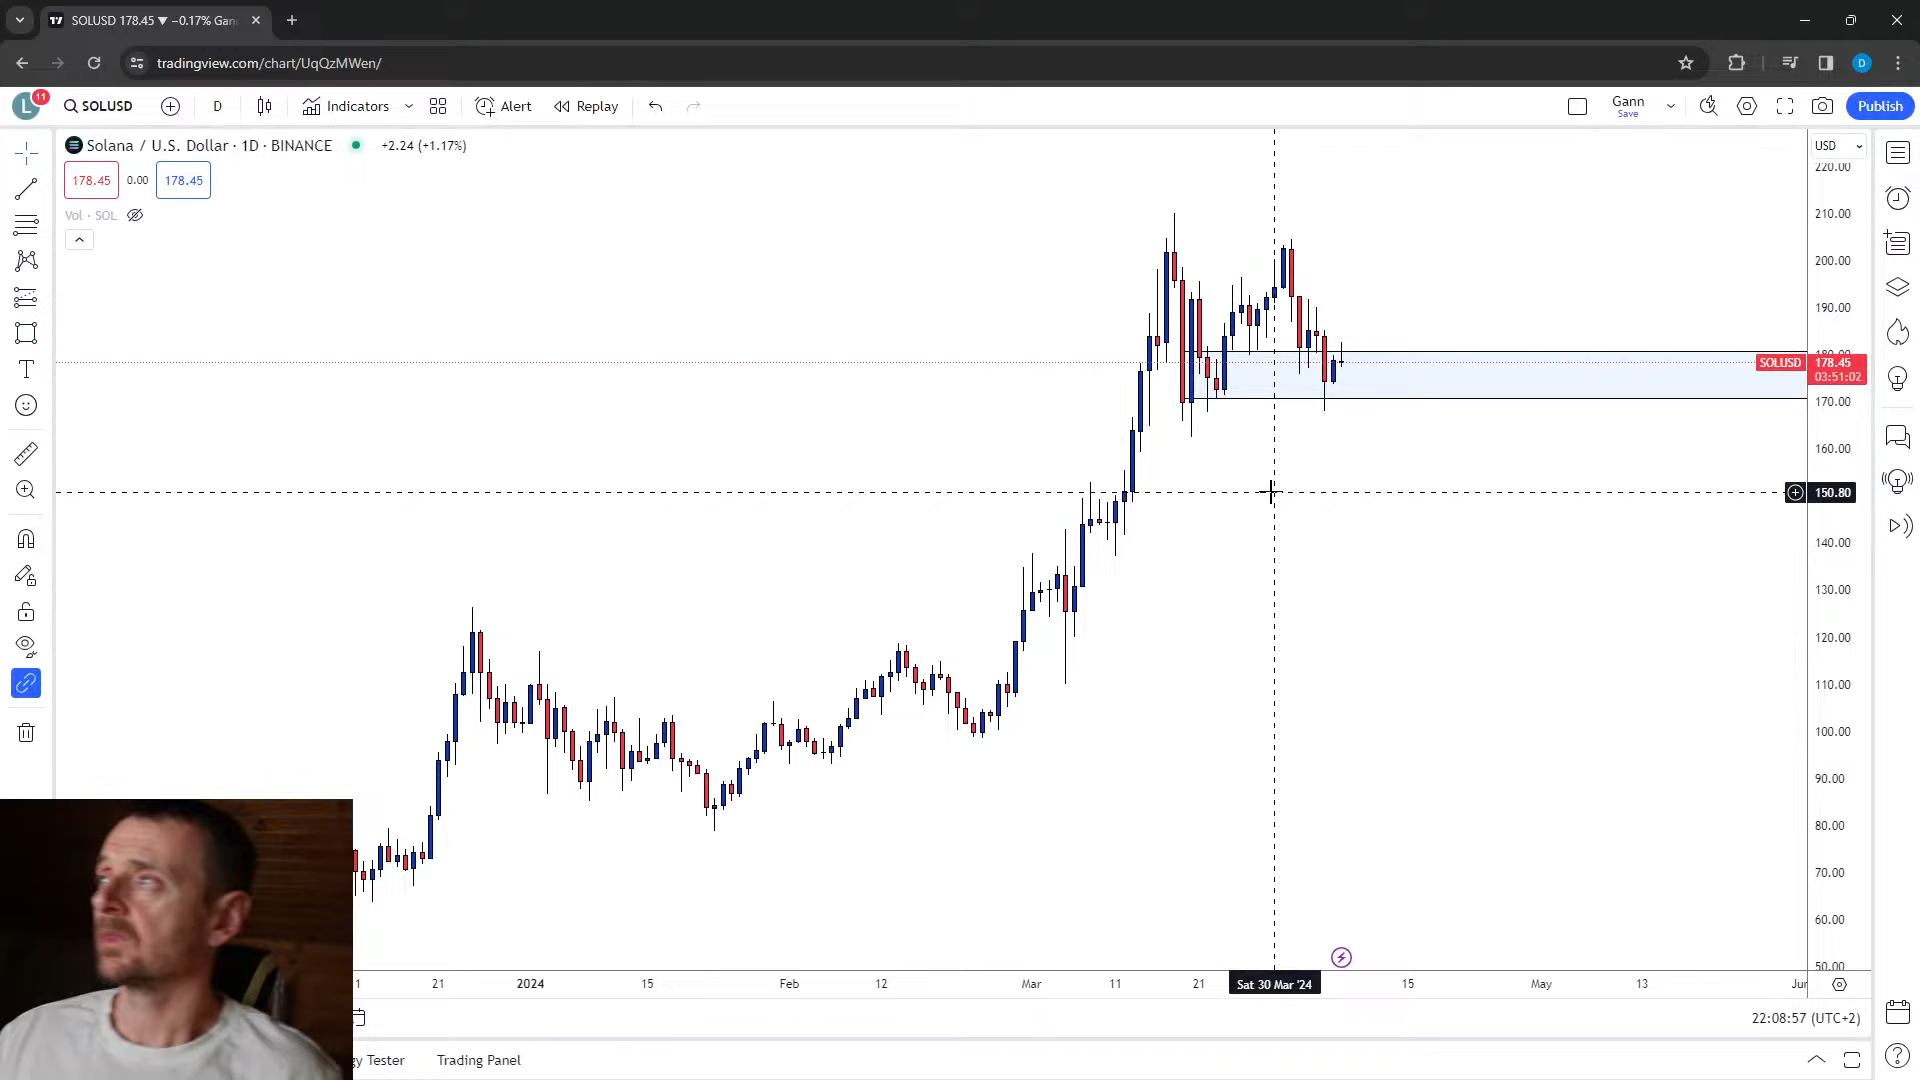 SOLUSD 178.45 ▼ −0.17% Gan
tradingview.com/chart/UqQzMWen/
L 11 SOLUSD D Indicators Alert Replay Gann Publish
Save
Solana / U.S. Dollar · 1D · BINANCE +2.24 (+1.17%) USD
178.45 0.00 178.45
Vol · SOL
220.00
210.00
200.00
190.00
180.00
SOLUSD 178.45
03:51:02
170.00
160.00
150.80
140.00
130.00
120.00
110.00
100.00
90.00
80.00
70.00
60.00
50.00
21 2024 15 Feb 12 Mar 11 21 Sat 30 Mar '24 15 May 13 Jun
22:08:57 (UTC+2)
gy Tester Trading Panel